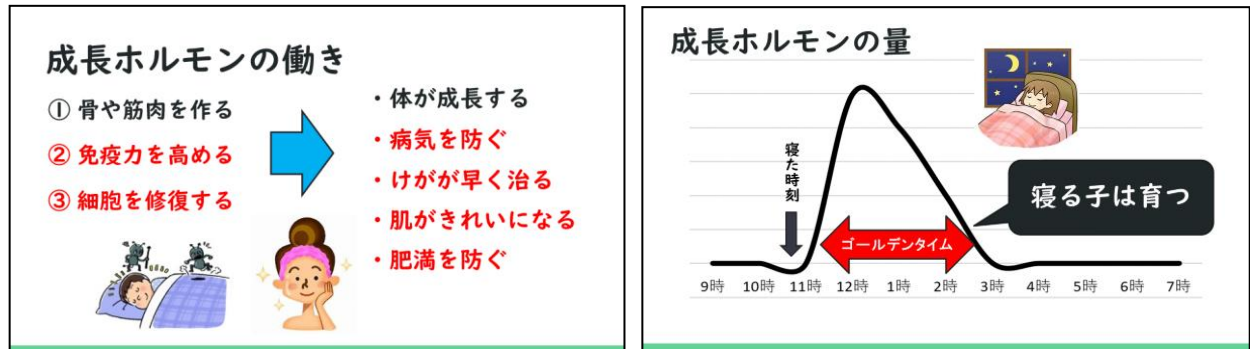 成長ホルモンの働き
① 骨や筋肉を作る
② 免疫力を高める
③ 細胞を修復する
・体が成長する
・病気を防ぐ
・けがが早く治る
・肌がきれいになる
・肥満を防ぐ
成長ホルモンの量
寝た時刻
寝る子は育つ
ゴールデンタイム
9時 10時 11時 12時 1時 2時 3時 4時 5時 6時 7時